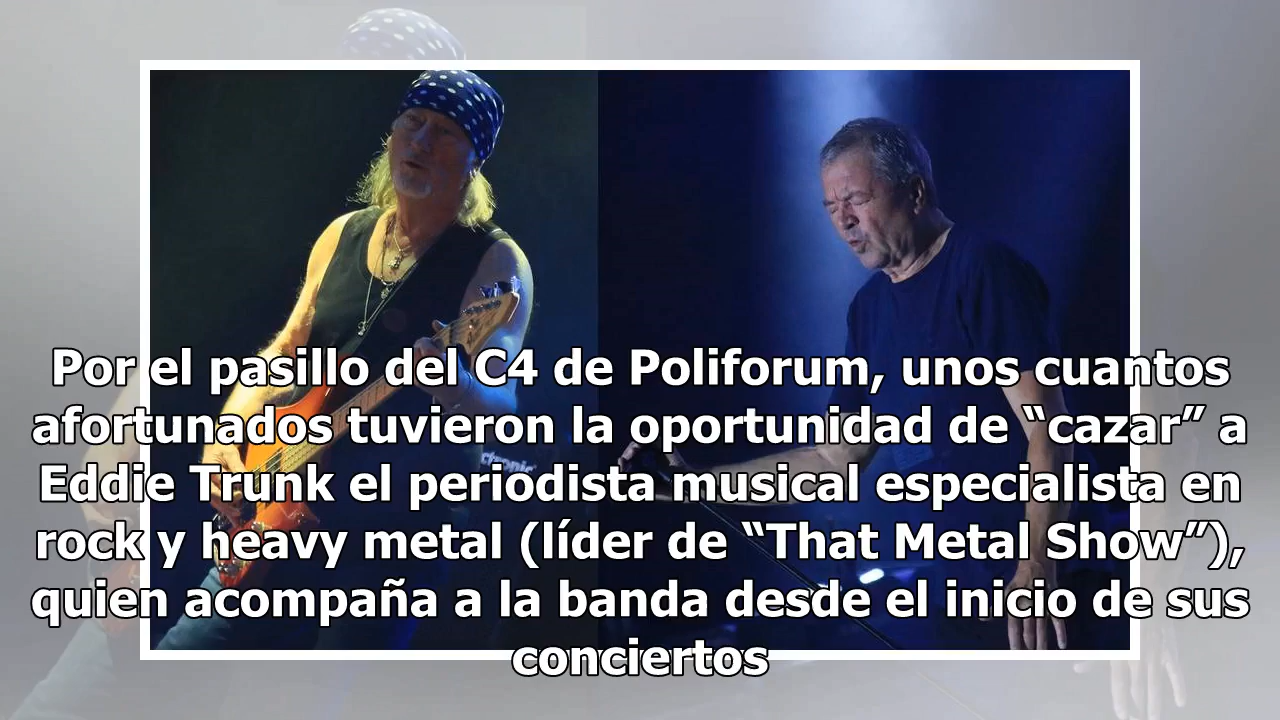 Por el pasillo del C4 de Poliforum, unos cuantos
afortunados tuvieron la oportunidad de “cazar” a
Eddie Trunk el periodista musical especialista en
rock y heavy metal (líder de “That Metal Show”),
quien acompaña a la banda desde el inicio de sus
conciertos